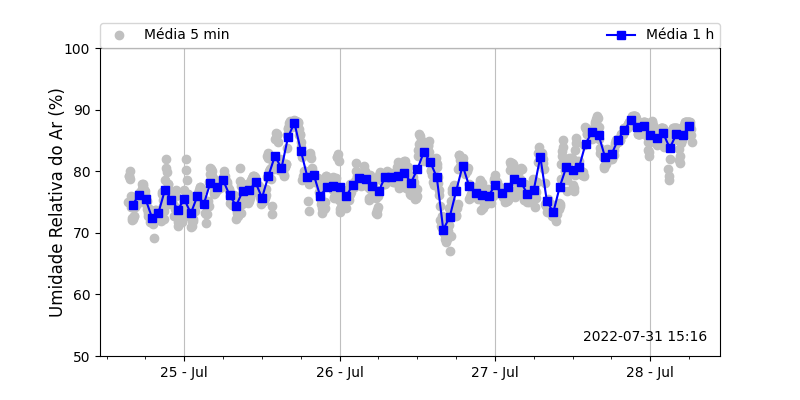 Média 5 min
Média 1 h
100
90
80
70
60
50
Umidade Relativa do Ar (%)
2022-07-31 15:16
25 - Jul
26 - Jul
27 - Jul
28 - Jul